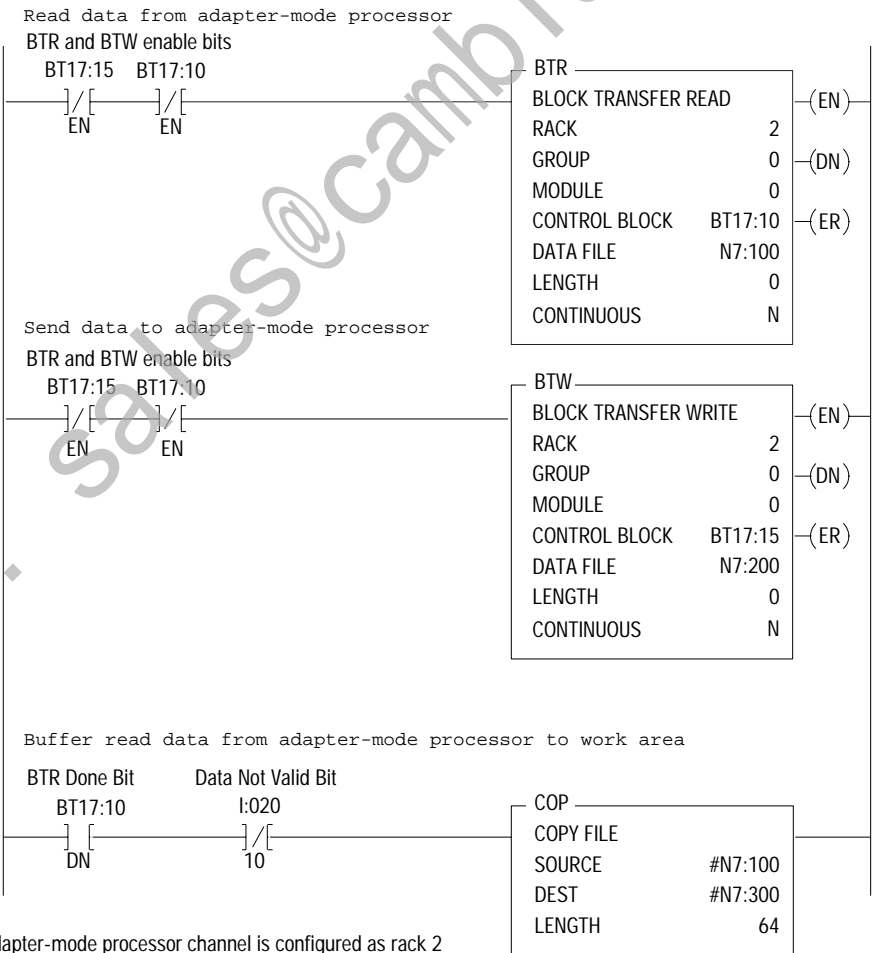 Read data from adapter-mode processor
BTR and BTW enable bits
BT17:15 BT17:10
EN EN
BTR
BLOCK TRANSFER READ (EN)
RACK 2
GROUP 0 (DN)
MODULE 0
CONTROL BLOCK BT17:10 (ER)
DATA FILE N7:100
LENGTH 0
CONTINUOUS N
Send data to adapter-mode processor
BTR and BTW enable bits
BT17:15 BT17:10
EN EN
BTW
BLOCK TRANSFER WRITE (EN)
RACK 2
GROUP 0 (DN)
MODULE 0
CONTROL BLOCK BT17:15 (ER)
DATA FILE N7:200
LENGTH 0
CONTINUOUS N
Buffer read data from adapter-mode processor to work area
BTR Done Bit Data Not Valid Bit
BT17:10 I:020
DN 10
COP
COPY FILE
SOURCE #N7:100
DEST #N7:300
LENGTH 64
dapter-mode processor channel is configured as rack 2
. sales@cambr